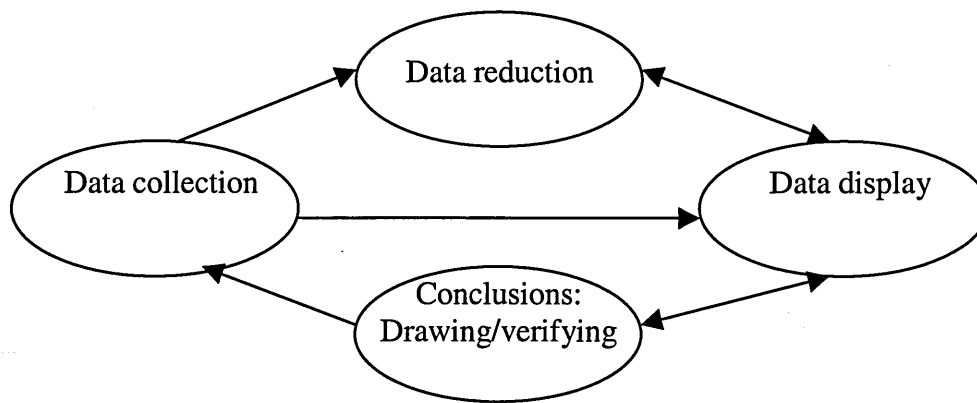 Data reduction
Data collection
Data display
Conclusions:
Drawing/verifying